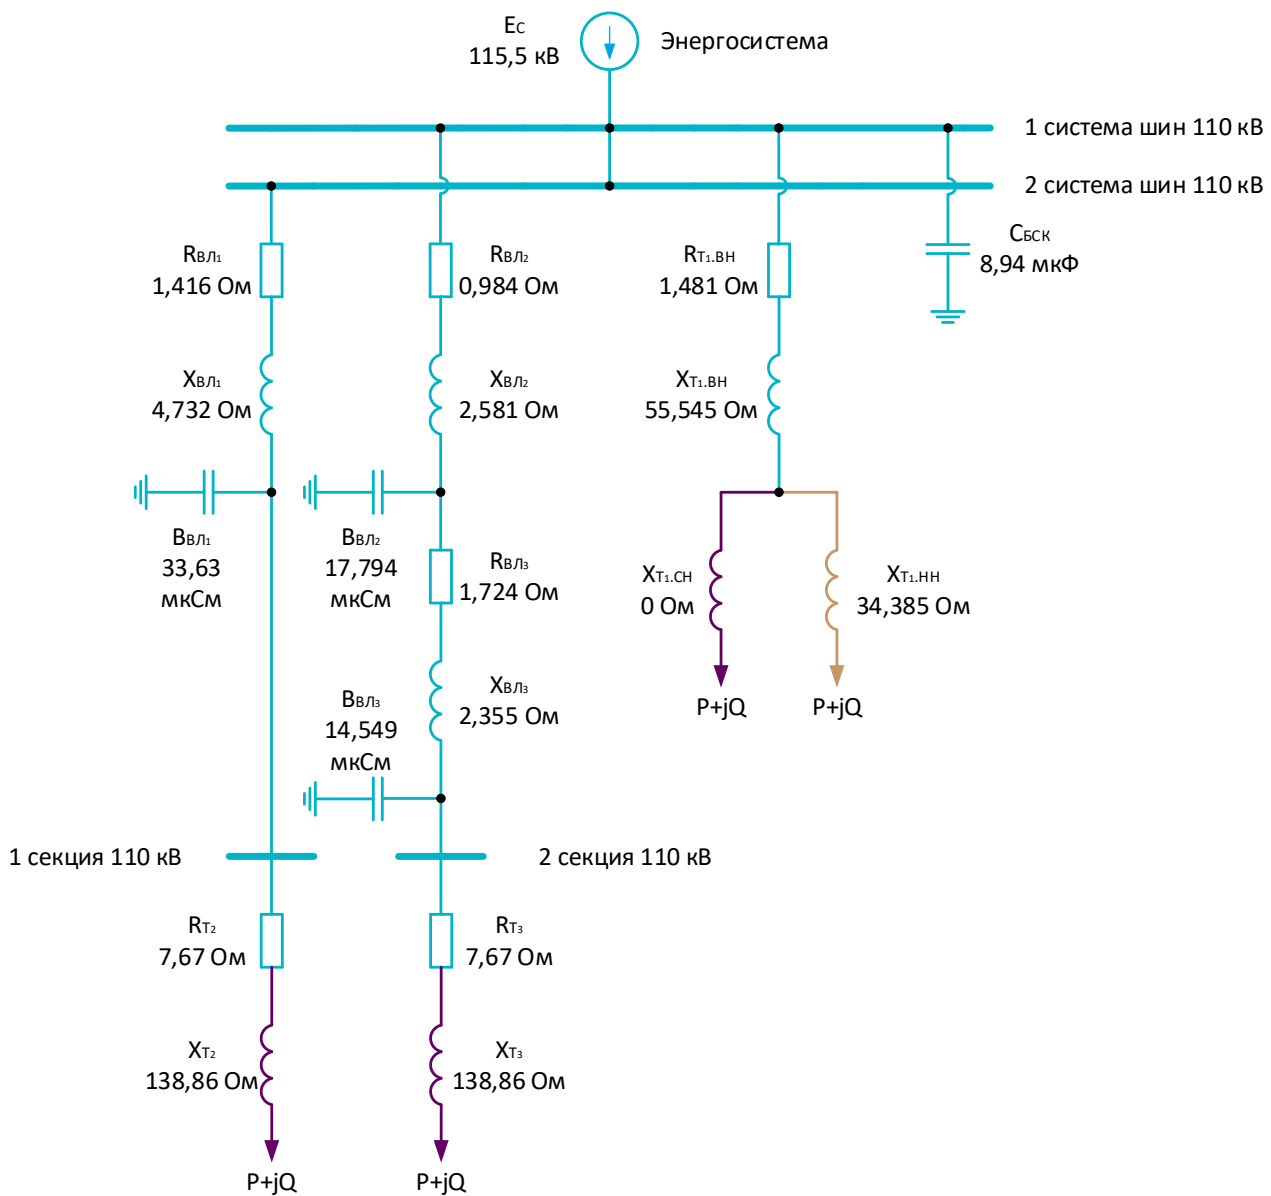 EС
115,5 кВ
Энергосистема
1 система шин 110 кВ
2 система шин 110 кВ
RВЛ1
1,416 Ом
RВЛ2
0,984 Ом
RТ1.ВН
1,481 Ом
CБСК
8,94 мкФ
XВЛ1
4,732 Ом
XВЛ2
2,581 Ом
XТ1.ВН
55,545 Ом
BВЛ1
33,63
мкСм
BВЛ2
17,794
мкСм
RВЛ3
1,724 Ом
XТ1.СН
0 Ом
XТ1.НН
34,385 Ом
BВЛ3
14,549
мкСм
XВЛ3
2,355 Ом
P+jQ
P+jQ
1 секция 110 кВ
2 секция 110 кВ
RТ2
7,67 Ом
RТ3
7,67 Ом
XТ2
138,86 Ом
XТ3
138,86 Ом
P+jQ
P+jQ